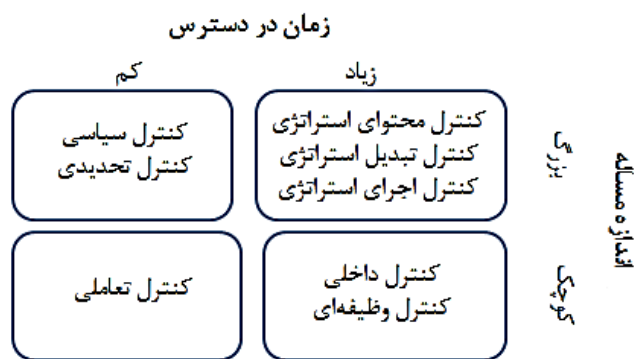 زمان در دسترس
زیاد
کم
بزرگ
اندازه مساله
کنترل محتوای استراتژی
کنترل تبدیل استراتژی
کنترل اجرای استراتژی
کنترل سیاسی
کنترل تحدیدی
کوچک
کنترل داخلی
کنترل وظیفه‌ای
کنترل تعاملی